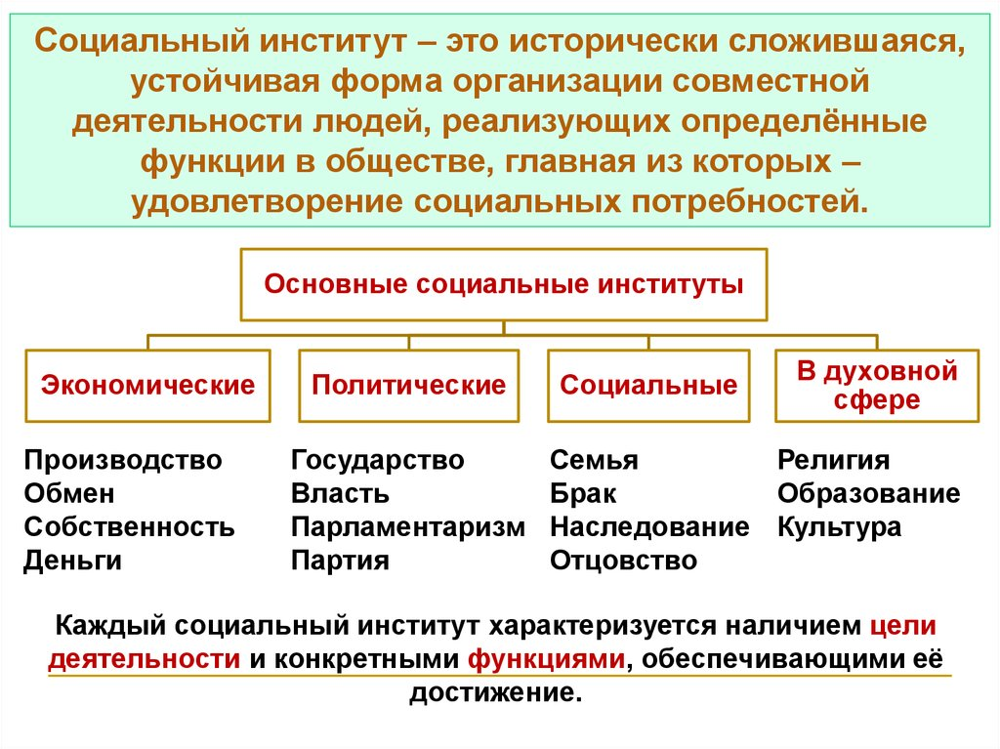 Социальный институт – это исторически сложившаяся,
устойчивая форма организации совместной
деятельности людей, реализующих определённые
функции в обществе, главная из которых –
удовлетворение социальных потребностей.
Основные социальные институты
Экономические
Политические
Социальные
В духовной
сфере
Производство
Обмен
Собственность
Деньги
Государство
Власть
Парламентаризм
Партия
Семья
Брак
Наследование
Отцовство
Религия
Образование
Культура
Каждый социальный институт характеризуется наличием цели
деятельности и конкретными функциями, обеспечивающими её
достижение.